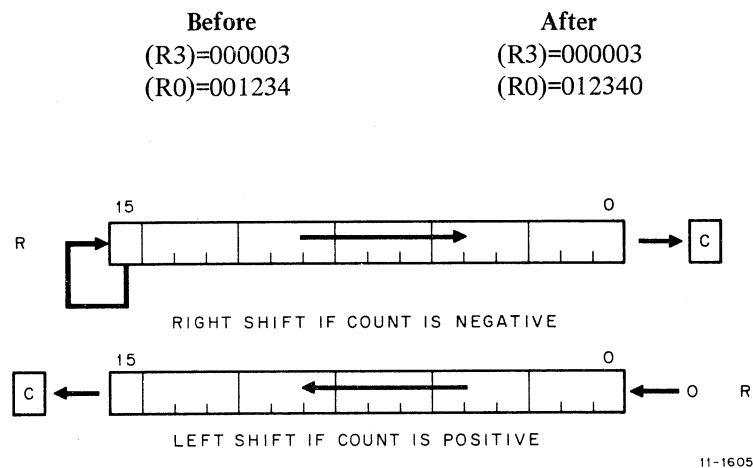 Before After
(R3)=000003 (R3)=000003
(R0)=001234 (R0)=012340
15 0
R C
RIGHT SHIFT IF COUNT IS NEGATIVE
15 0
C 0 R
LEFT SHIFT IF COUNT IS POSITIVE
11-1605